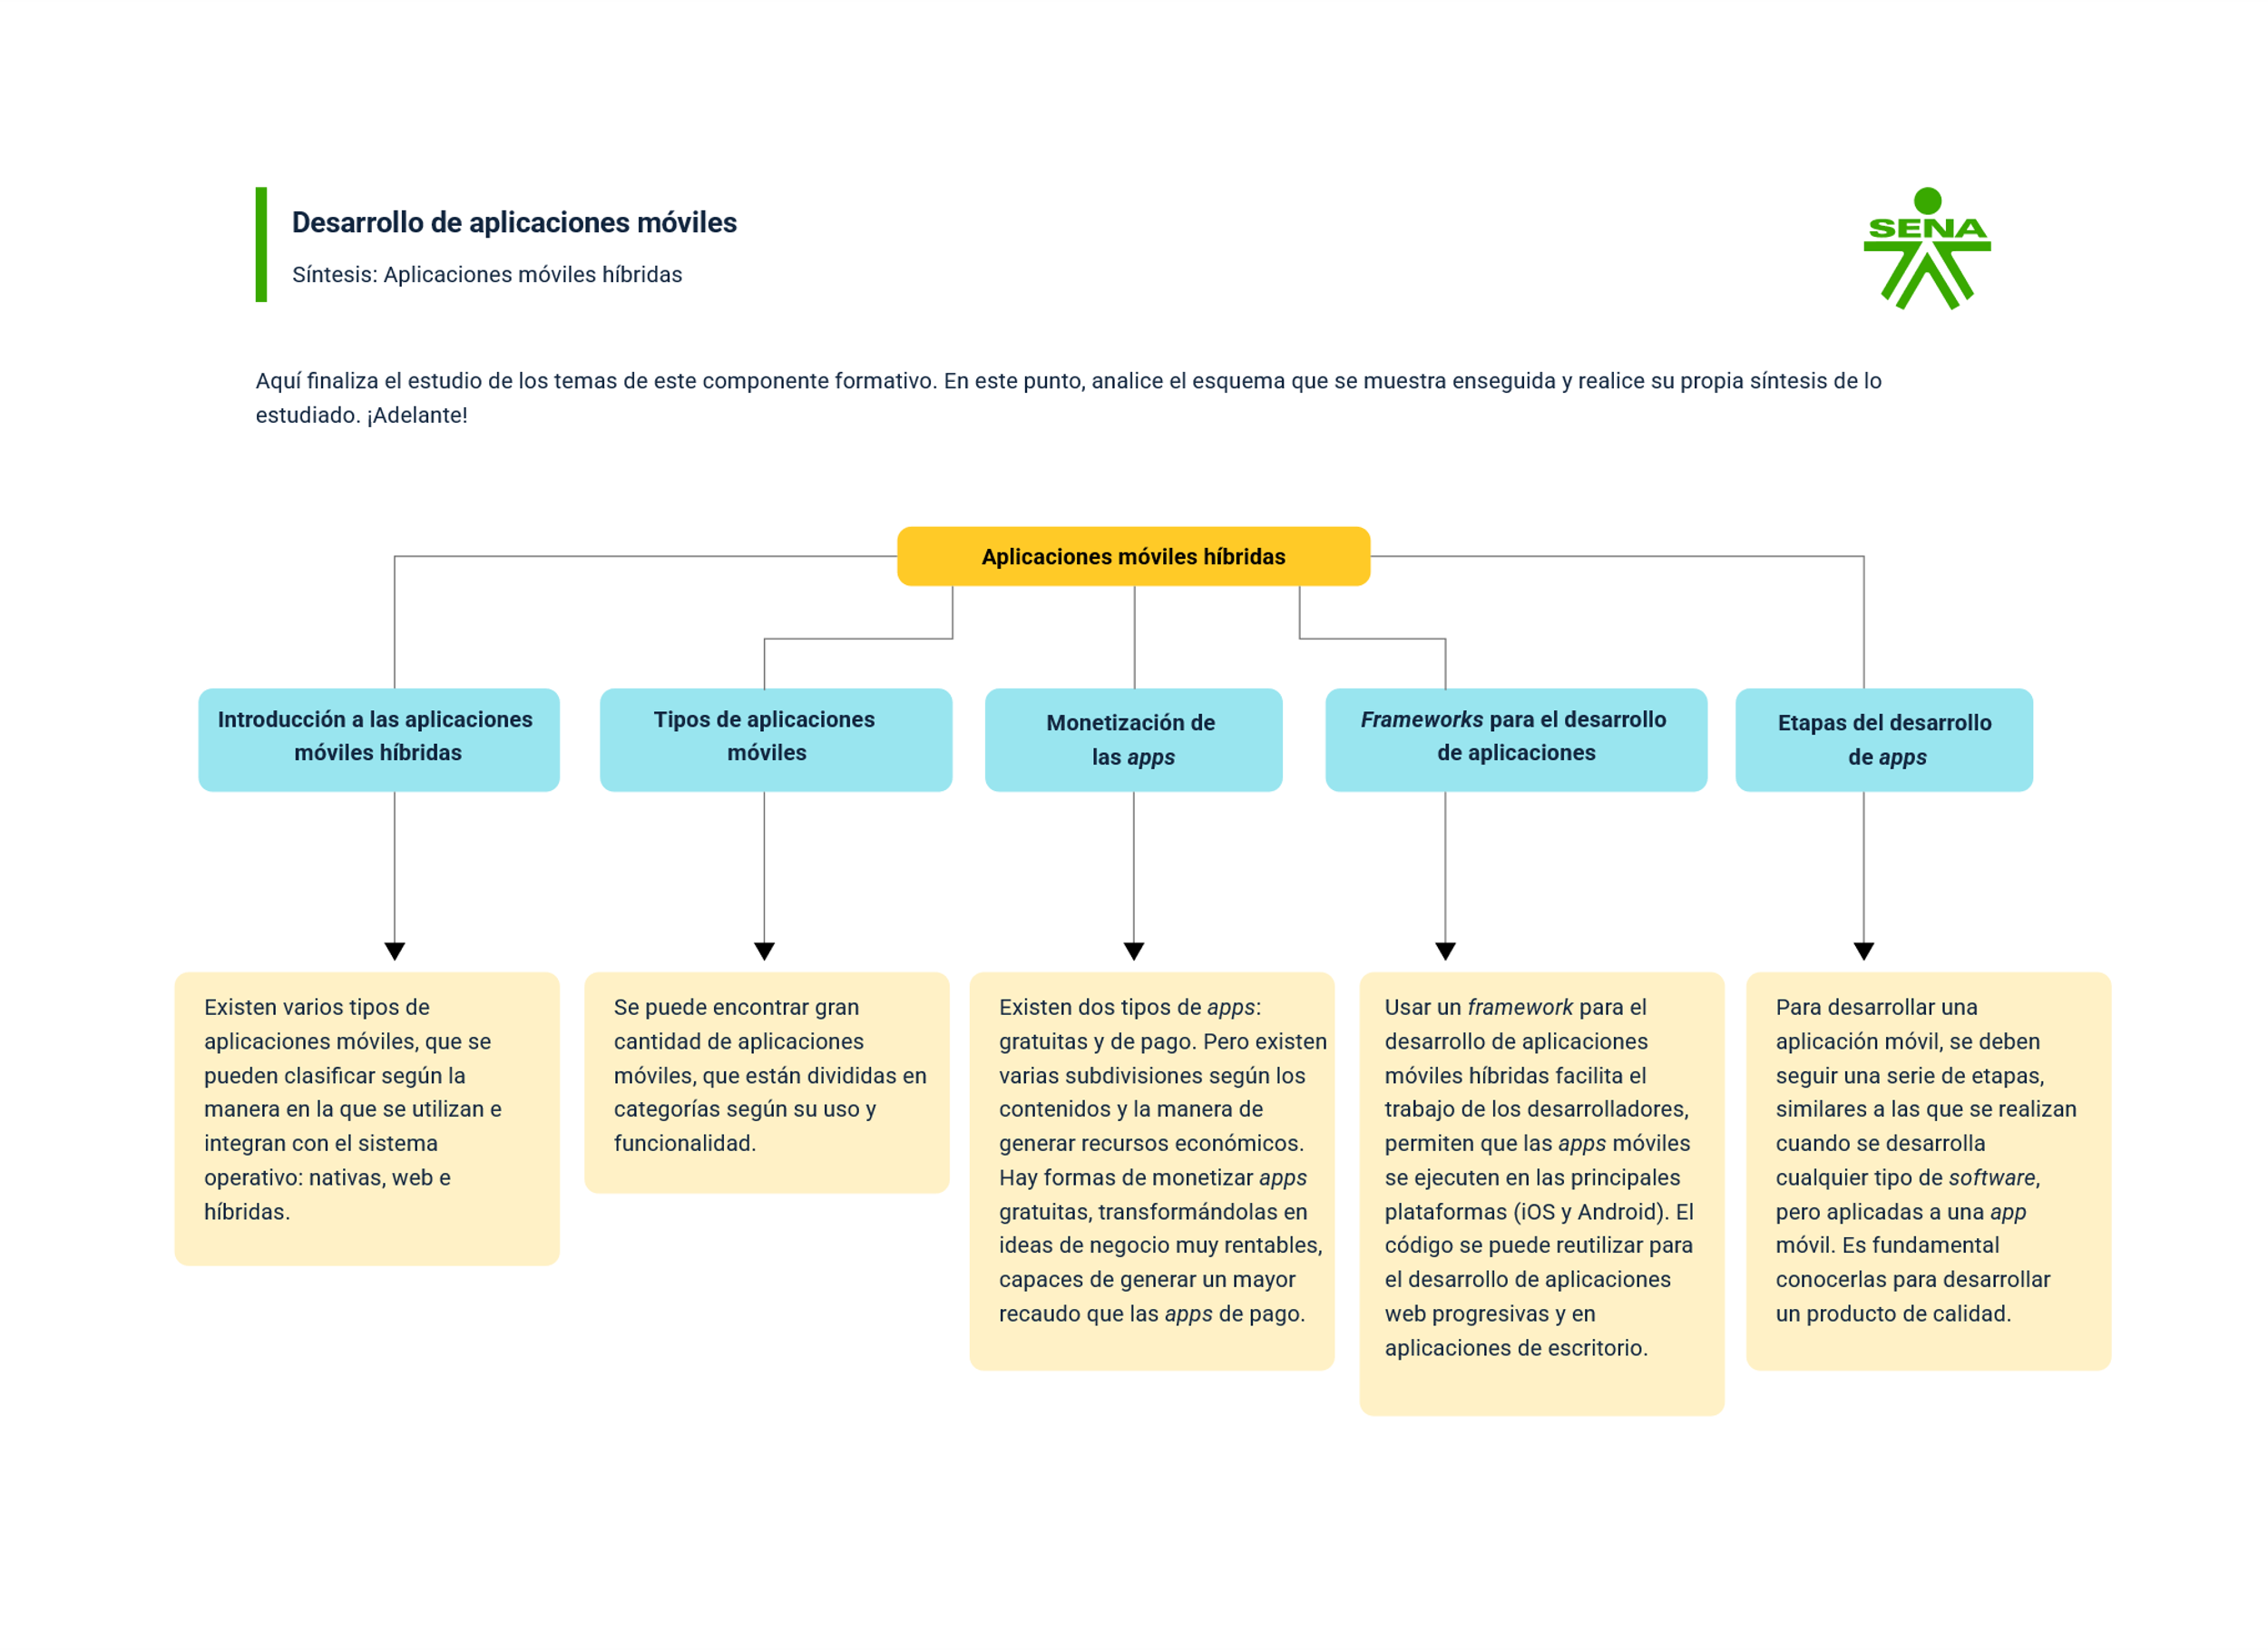 Desarrollo de aplicaciones móviles
Síntesis: Aplicaciones móviles híbridas
SENA
Aquí finaliza el estudio de los temas de este componente formativo. En este punto, analice el esquema que se muestra enseguida y realice su propia síntesis de lo
estudiado. ¡Adelante!
Aplicaciones móviles híbridas
Introducción a las aplicaciones
móviles híbridas
Tipos de aplicaciones
móviles
Monetización de
las apps
Frameworks para el desarrollo
de aplicaciones
Etapas del desarrollo
de apps
Existen varios tipos de
aplicaciones móviles, que se
pueden clasificar según la
manera en la que se utilizan e
integran con el sistema
operativo: nativas, web e
híbridas.
Se puede encontrar gran
cantidad de aplicaciones
móviles, que están divididas en
categorías según su uso y
funcionalidad.
Existen dos tipos de apps:
gratuitas y de pago. Pero existen
varias subdivisiones según los
contenidos y la manera de
generar recursos económicos.
Hay formas de monetizar apps
gratuitas, transformándolas en
ideas de negocio muy rentables,
capaces de generar un mayor
recaudo que las apps de pago.
Usar un framework para el
desarrollo de aplicaciones
móviles híbridas facilita el
trabajo de los desarrolladores,
permiten que las apps móviles
se ejecuten en las principales
plataformas (iOS y Android). El
código se puede reutilizar para
el desarrollo de aplicaciones
web progresivas y en
aplicaciones de escritorio.
Para desarrollar una
aplicación móvil, se deben
seguir una serie de etapas,
similares a las que se realizan
cuando se desarrolla
cualquier tipo de software,
pero aplicadas a una app
móvil. Es fundamental
conocerlas para desarrollar
un producto de calidad.